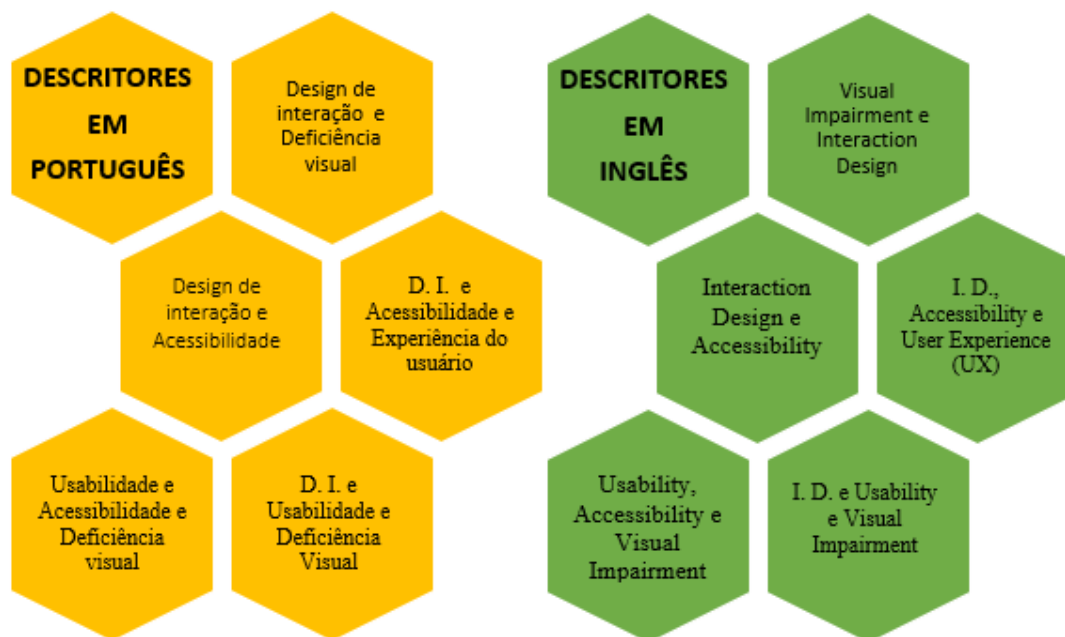 DESCRITORES
EM
PORTUGUÊS
Design de
interação e
Deficiência
visual
Design de
interação e
Acessibilidade
D. I. e
Acessibilidade e
Experiência do
usuário
Usabilidade e
Acessibilidade e
Deficiência
visual
D. I. e
Usabilidade e
Deficiência
Visual
DESCRITORES
EM
INGLÊS
Visual
Impairment e
Interaction
Design
Interaction
Design e
Accessibility
I. D.,
Accessibility e
User Experience
(UX)
Usability,
Accessibility e
Visual
Impairment
I. D. e Usability
e Visual
Impairment